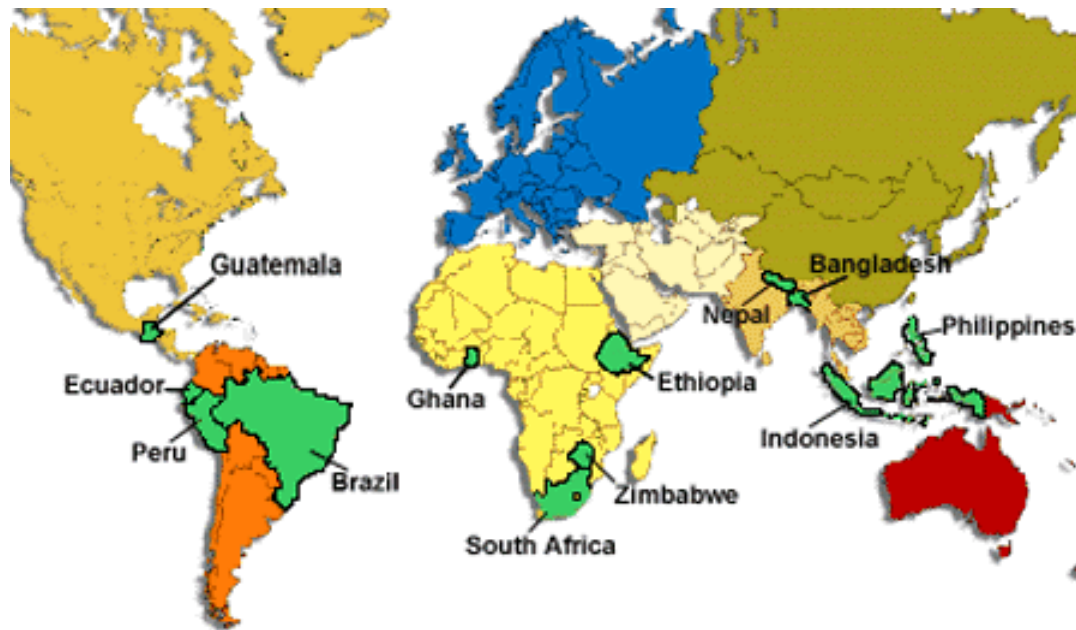 Guatemala
Bangladesh
Nepal
Philippines
Ecuador
Ghana
Ethiopia
Peru
Indonesia
Brazil
Zimbabwe
South Africa